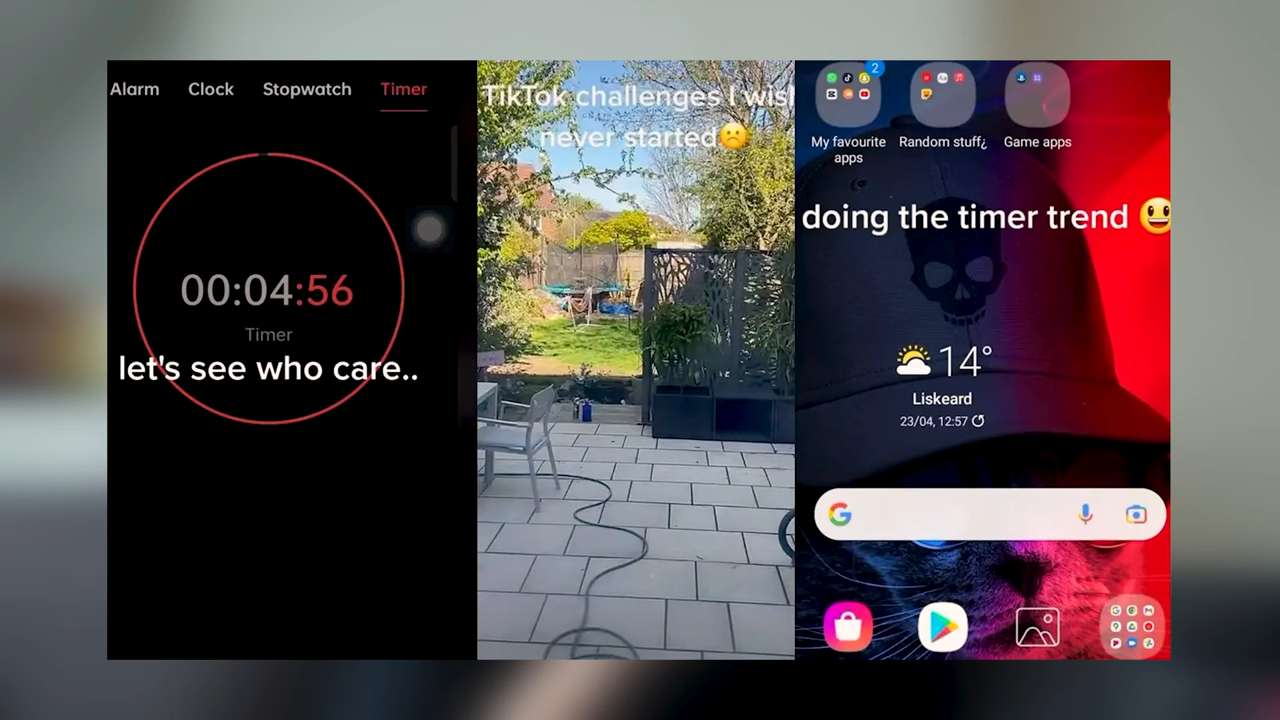 Alarm Clock Stopwatch Timer
00:04:56
Timer
let's see who care..
TikTok challenges I wish
never started☹️
2
My favourite
apps
Random stuff¿
Game apps
doing the timer trend 😃
14°
Liskeard
23/04, 12:57